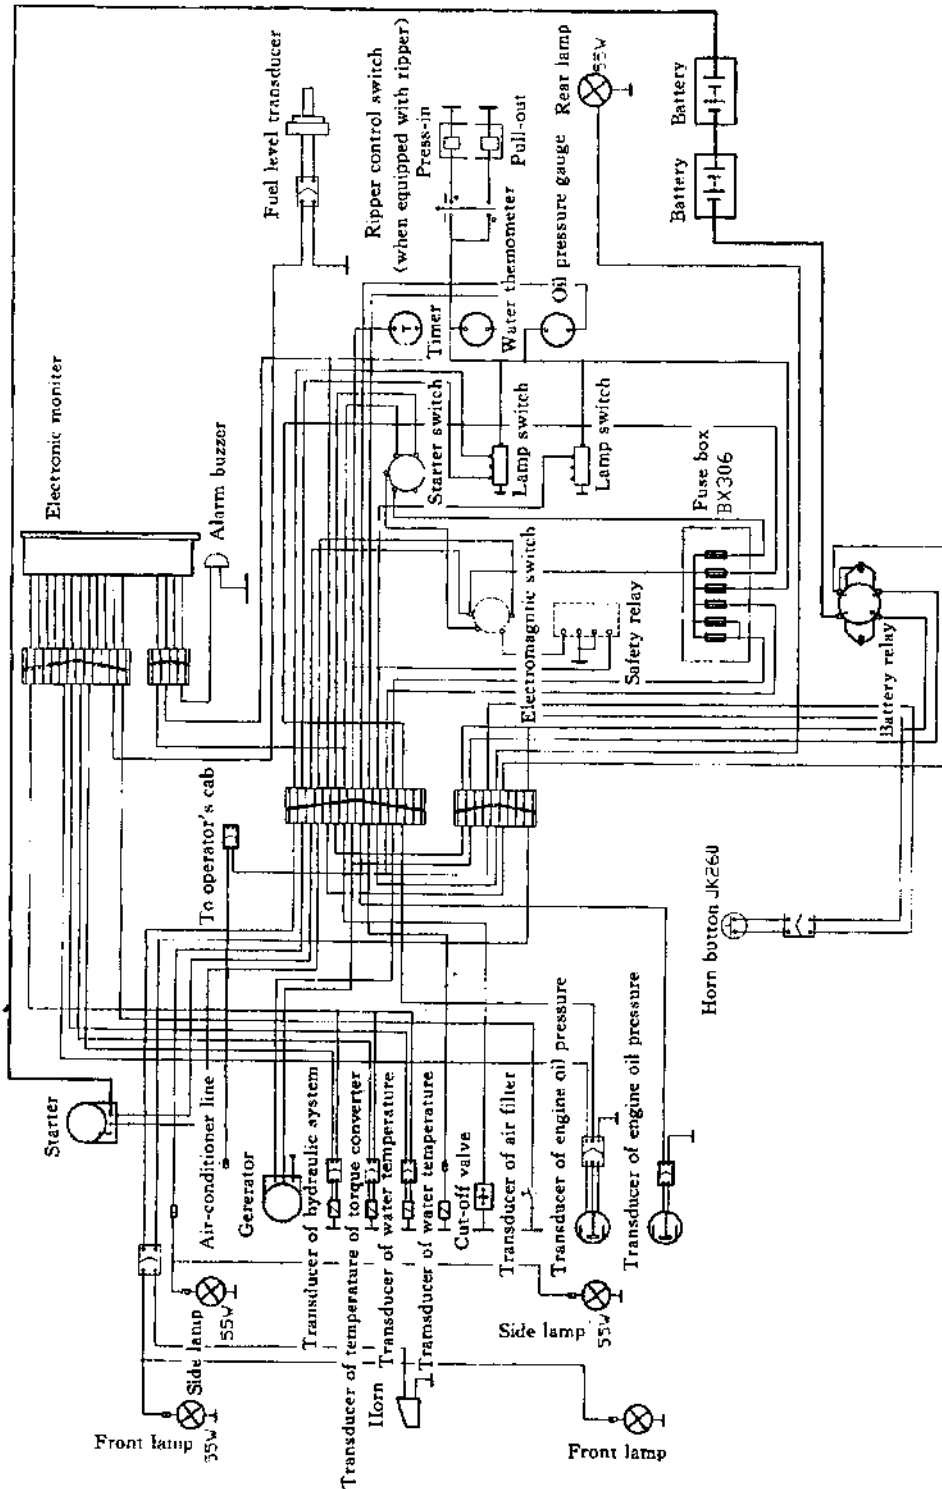 Fuel level transducer
Ripper control switch
(when equipped with ripper)
Press-in
Pull-out
Rear lamp
55W
Battery
Battery
Electronic moniter
Alarm buzzer
Timer
Water themometer
Oil pressure gauge
Starter switch
Lamp switch
Lamp switch
Fuse box
BX306
Electromagnitic switch
Safety relay
Battery relay
To operator's cab
Horn button JK260
Starter
Air-conditioner line
Gererator
Transducer of hydraulic system
Transducer of temperature of torque converter
Transducer of water temperature
Tramsducer of water temperature
Cut-off valve
Transducer of air filter
Transducer of engine oil pressure
Transducer of engine oil pressure
Side lamp
55W
Side lamp
55W
Horn
Front lamp
55W
Front lamp